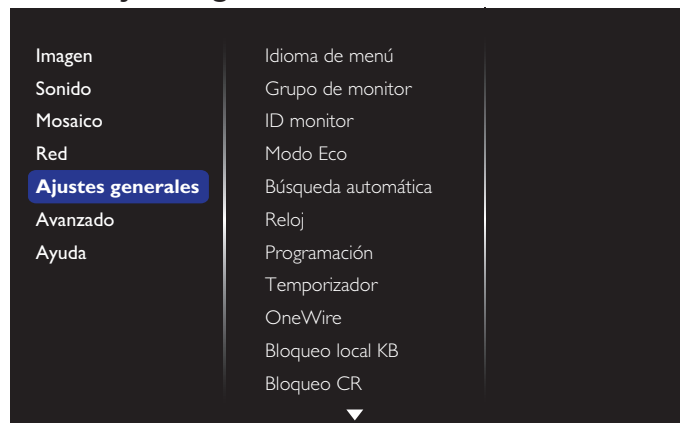 Imagen
Sonido
Mosaico
Red
Ajustes generales
Avanzado
Ayuda
Idioma de menú
Grupo de monitor
ID monitor
Modo Eco
Búsqueda automática
Reloj
Programación
Temporizador
OneWire
Bloqueo local KB
Bloqueo CR